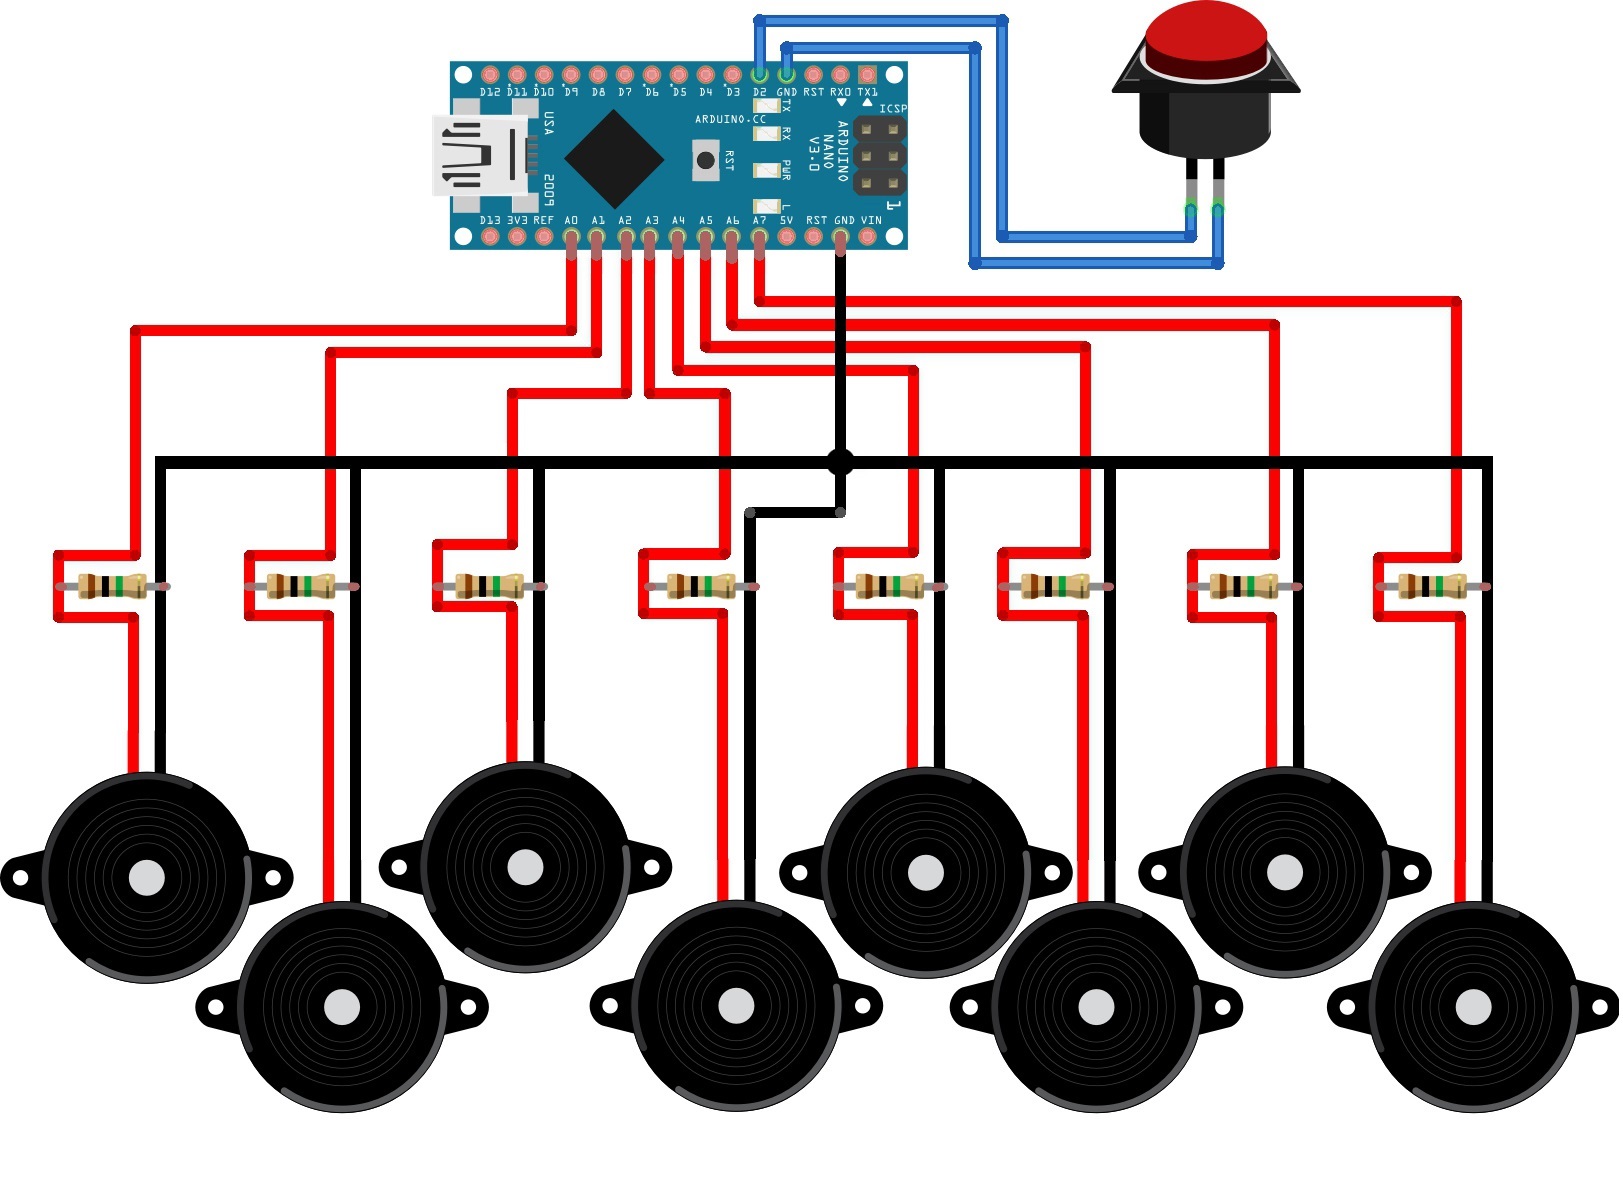 D12 D11 D10 D9 D8 D7 D6 D5 D4 D3 D2 GND RST RX0 TX1
ICSP
TX
ARDUINO.CC
RX
USA
ARDUINO
NANO
V3.0
RST
PWR
2009
L
1
D13 3V3 REF A0 A1 A2 A3 A4 A5 A6 A7 5V RST GND VIN